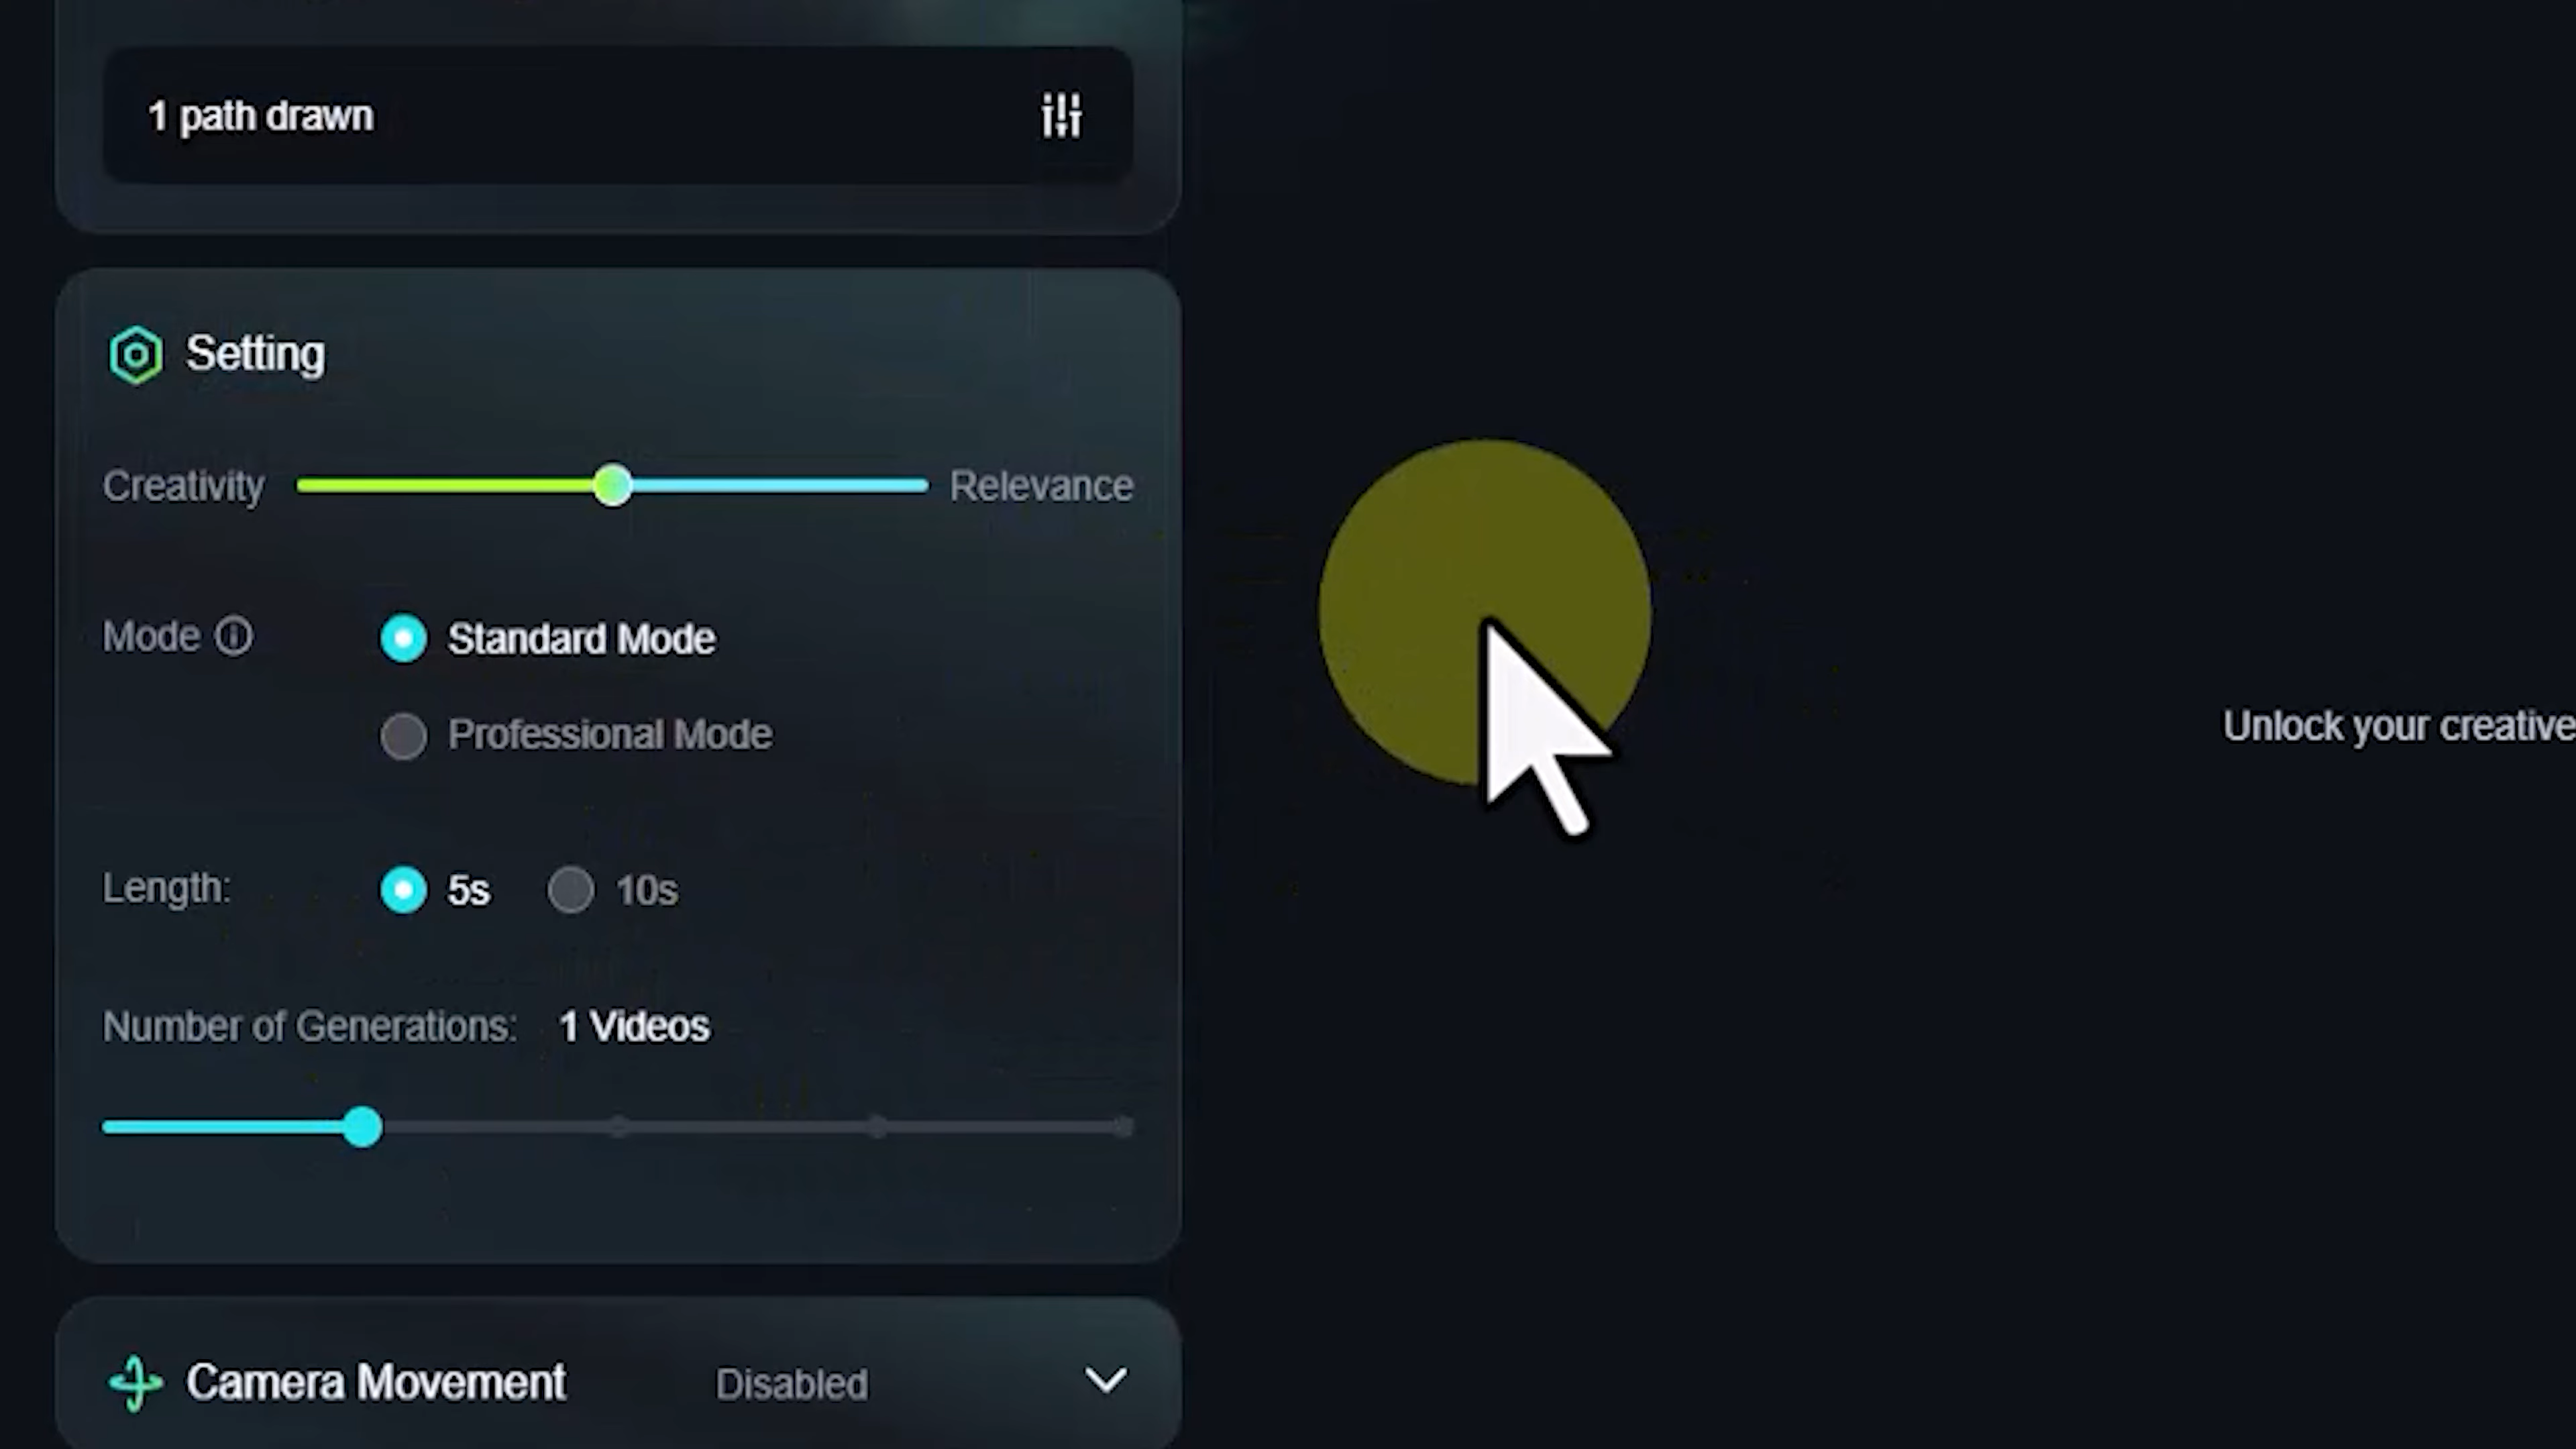 1 path drawn
Setting
Creativity Relevance
Mode Standard Mode
Professional Mode
Unlock your creative
Length: 5s 10s
Number of Generations: 1 Videos
Camera Movement Disabled